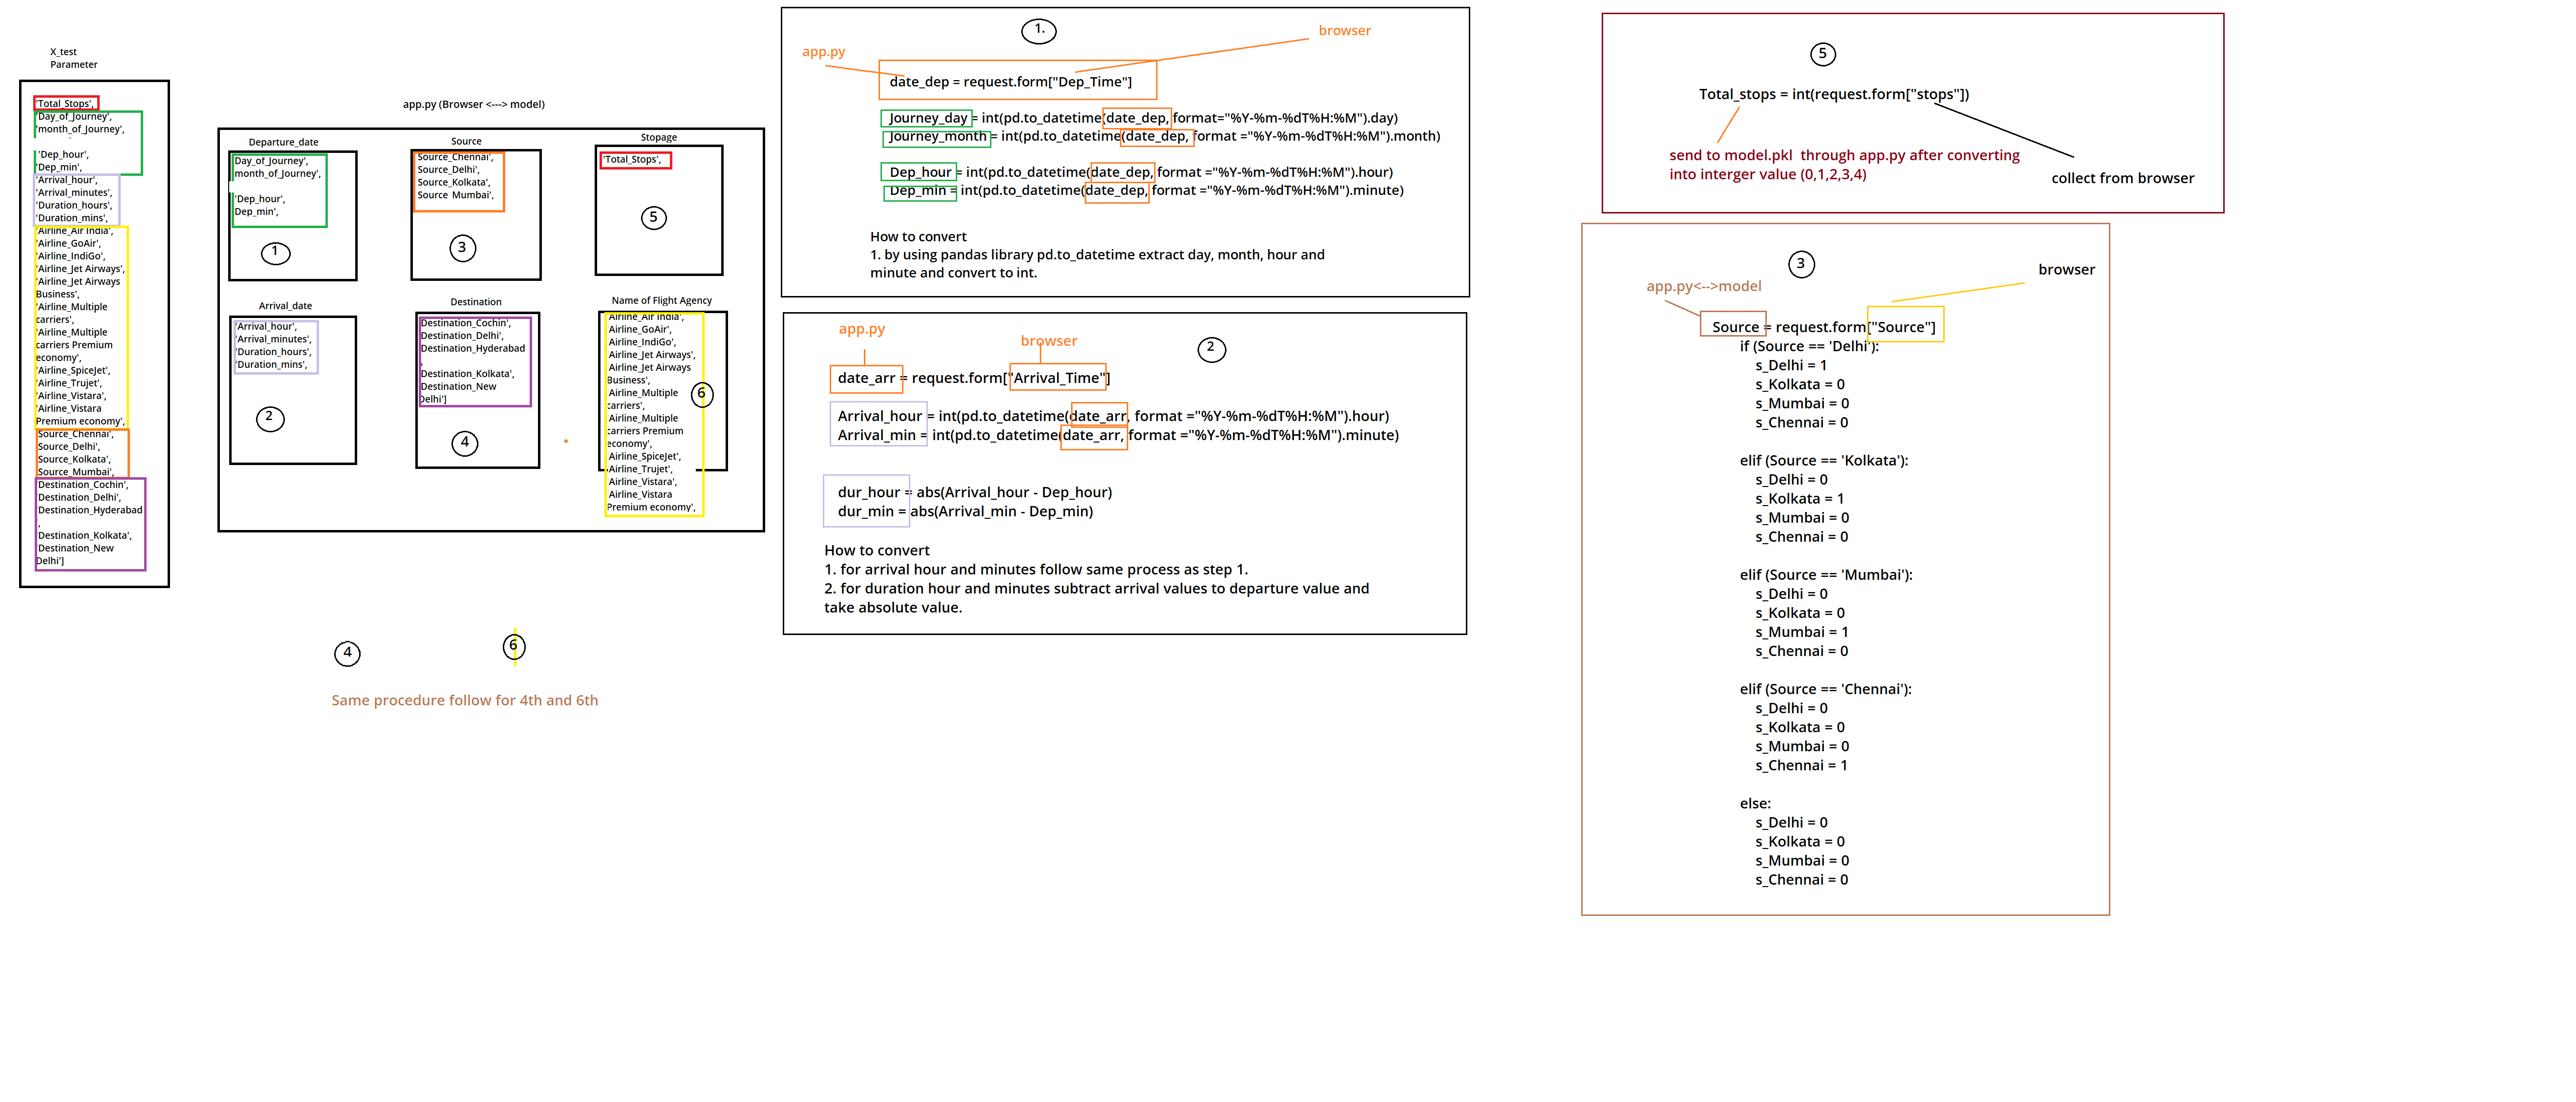 X_test
Parameter
'Total_Stops',
'Day_of_Journey',
'month_of_Journey',
'Dep_hour',
'Dep_min',
'Arrival_hour',
'Arrival_minutes',
'Duration_hours',
'Duration_mins',
'Airline_Air India',
'Airline_GoAir',
'Airline_IndiGo',
'Airline_Jet Airways',
'Airline_Jet Airways
Business',
'Airline_Multiple
carriers',
'Airline_Multiple
carriers Premium
economy',
'Airline_SpiceJet',
'Airline_Trujet',
'Airline_Vistara',
'Airline_Vistara
Premium economy',
Source_Chennai',
Source_Delhi',
Source_Kolkata',
Source_Mumbai',
Destination_Cochin',
Destination_Delhi',
Destination_Hyderabad
,
Destination_Kolkata',
Destination_New
Delhi']
app.py (Browser <---> model)
Departure_date
Day_of_Journey',
month_of_Journey',
'Dep_hour',
Dep_min',
1
Source
Source_Chennai',
Source_Delhi',
Source_Kolkata',
Source_Mumbai',
3
Stopage
'Total_Stops',
5
Arrival_date
'Arrival_hour',
'Arrival_minutes',
'Duration_hours',
'Duration_mins',
2
Destination
Destination_Cochin',
Destination_Delhi',
Destination_Hyderabad
,
Destination_Kolkata',
Destination_New
Delhi']
4
Name of Flight Agency
Airline_Air India',
Airline_GoAir',
Airline_IndiGo',
Airline_Jet Airways',
Airline_Jet Airways
Business',
Airline_Multiple
carriers',
Airline_Multiple
carriers Premium
economy',
Airline_SpiceJet',
Airline_Trujet',
Airline_Vistara',
Airline_Vistara
Premium economy',
6
4
6
Same procedure follow for 4th and 6th
1.
app.py
browser
date_dep = request.form["Dep_Time"]
Journey_day = int(pd.to_datetime(date_dep, format="%Y-%m-%dT%H:%M").day)
Journey_month = int(pd.to_datetime(date_dep, format ="%Y-%m-%dT%H:%M").month)
Dep_hour = int(pd.to_datetime(date_dep, format ="%Y-%m-%dT%H:%M").hour)
Dep_min = int(pd.to_datetime(date_dep, format ="%Y-%m-%dT%H:%M").minute)
How to convert
1. by using pandas library pd.to_datetime extract day, month, hour and
minute and convert to int.
app.py
browser
2
date_arr = request.form["Arrival_Time"]
Arrival_hour = int(pd.to_datetime(date_arr, format ="%Y-%m-%dT%H:%M").hour)
Arrival_min = int(pd.to_datetime(date_arr, format ="%Y-%m-%dT%H:%M").minute)
dur_hour = abs(Arrival_hour - Dep_hour)
dur_min = abs(Arrival_min - Dep_min)
How to convert
1. for arrival hour and minutes follow same process as step 1.
2. for duration hour and minutes subtract arrival values to departure value and
take absolute value.
5
Total_stops = int(request.form["stops"])
send to model.pkl through app.py after converting
into interger value (0,1,2,3,4)
collect from browser
3
browser
app.py<-->model
Source = request.form["Source"]
if (Source == 'Delhi'):
s_Delhi = 1
s_Kolkata = 0
s_Mumbai = 0
s_Chennai = 0
elif (Source == 'Kolkata'):
s_Delhi = 0
s_Kolkata = 1
s_Mumbai = 0
s_Chennai = 0
elif (Source == 'Mumbai'):
s_Delhi = 0
s_Kolkata = 0
s_Mumbai = 1
s_Chennai = 0
elif (Source == 'Chennai'):
s_Delhi = 0
s_Kolkata = 0
s_Mumbai = 0
s_Chennai = 1
else:
s_Delhi = 0
s_Kolkata = 0
s_Mumbai = 0
s_Chennai = 0